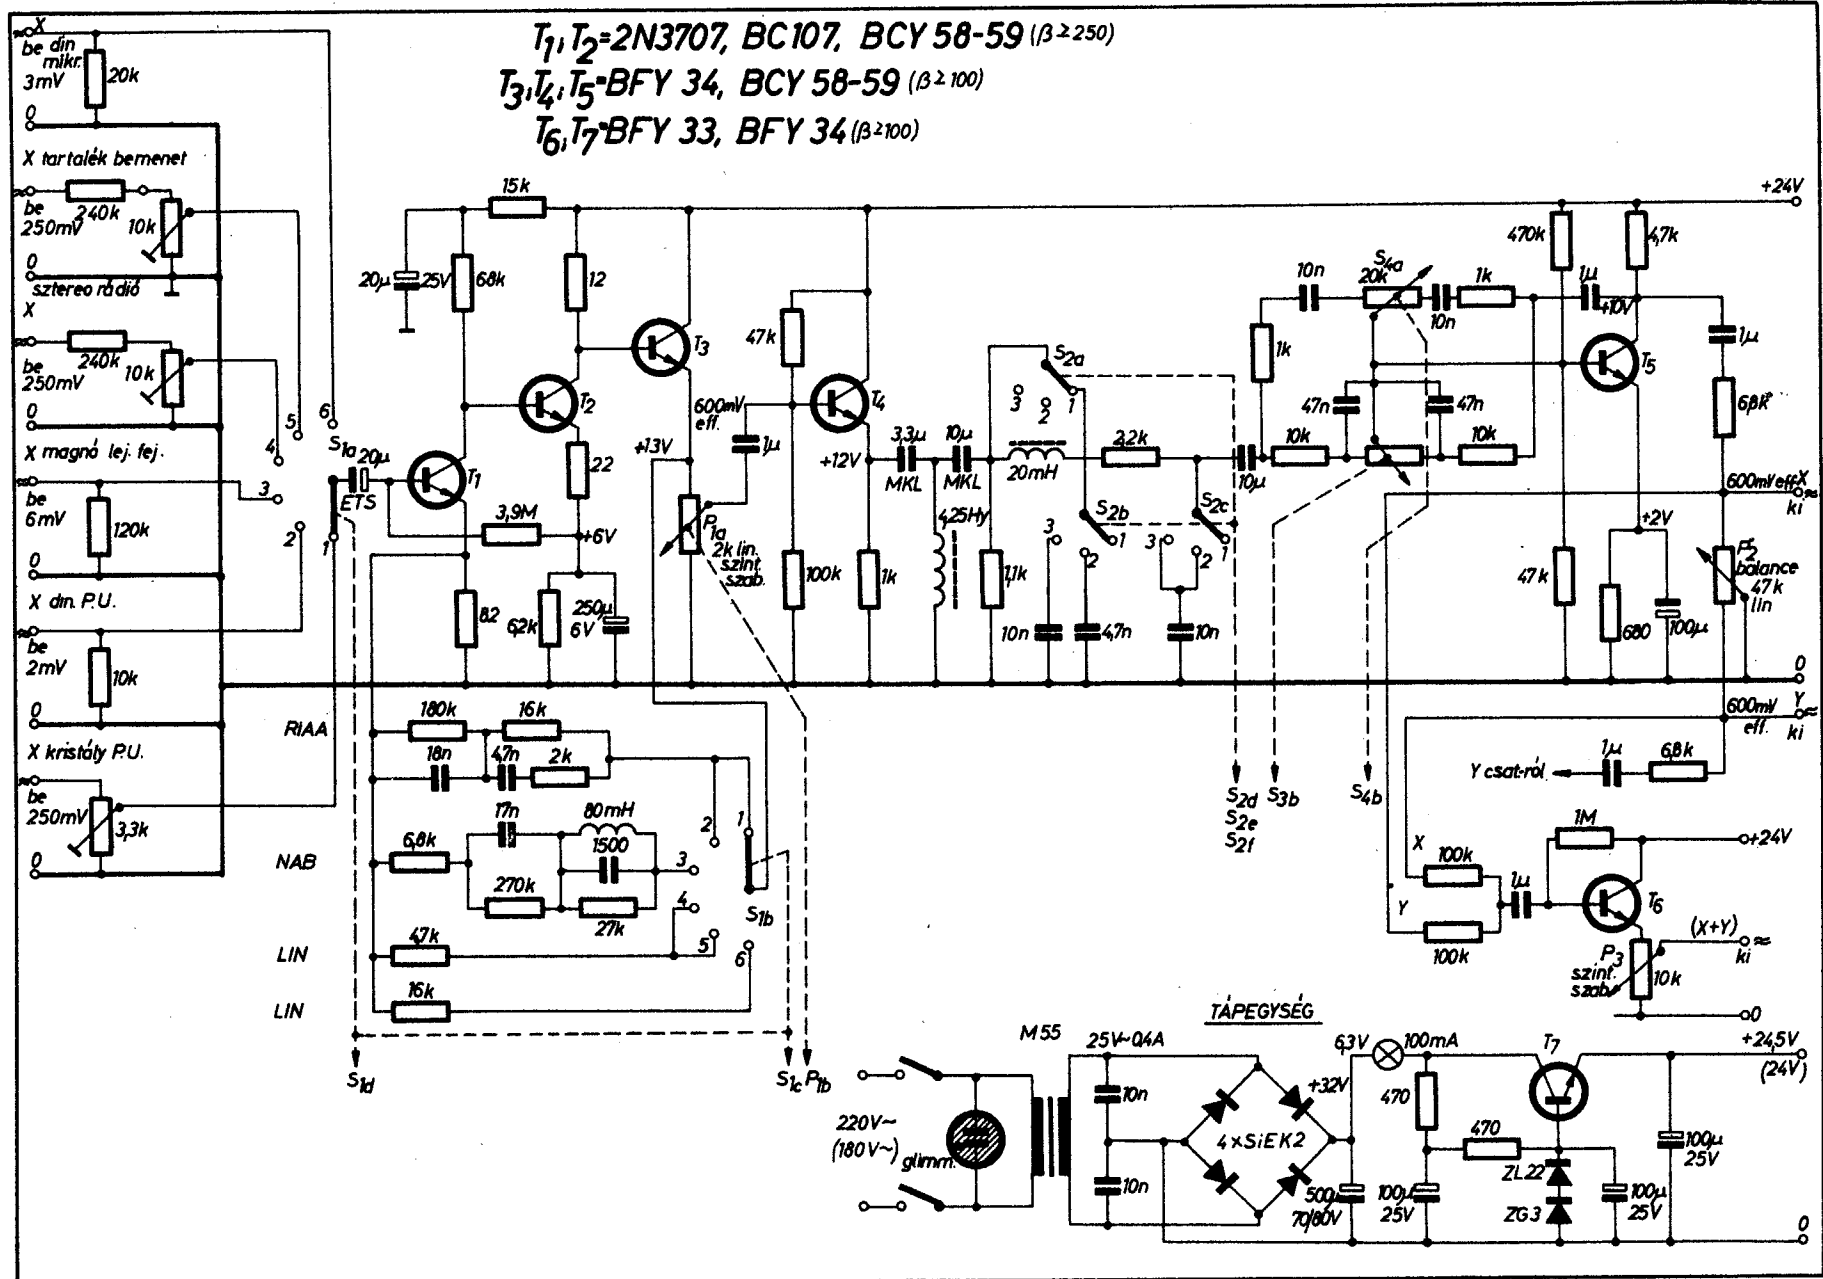 T1, T2=2N3707, BC107, BCY 58-59 (β≥250)
T3, T4, T5=BFY 34, BCY 58-59 (β≥100)
T6, T7=BFY 33, BFY 34 (β≥100)
X
be din mikr. 3mV
20k
0
X tartalék bemenet
be 250mV
240k
10k
0
sztereo rádió
X
be 250mV
240k
10k
0
X magnó lej. fej.
be 6mV
120k
0
X din. P.U.
be 2mV
10k
0
X kristály P.U.
be 250mV
3,3k
0
6
5
4
3
2
1
S1a
20μ
ETS
20μ
25V
68k
15k
12
T1
T2
T3
22
3,9M
+6V
82
6,2k
250μ
6V
+13V
P1a
2k lin.
szint.
szab.
600mV
eff.
1μ
47k
100k
T4
+12V
1k
3,3μ
MKL
10μ
MKL
4,25Hy
1,1k
20mH
2,2k
S2a
3
2
1
S2b
3
2
1
S2c
3
2
1
10n
4,7n
10n
10μ
10k
1k
10n
S4a
20k
10n
1k
1μ
+10V
47n
47n
10k
470k
4,7k
+24V
T5
1μ
6,8k
47k
+2V
680
100μ
600mVeff.
X
ki
P2
balance
47k
lin
0
600mV
eff.
Y
ki
Y csat-ról
1μ
6,8k
S2d
S2e
S2f
S3b
S4b
RIAA
180k
16k
18n
4,7n
2k
NAB
6,8k
17n
80mH
1500
270k
27k
LIN
47k
LIN
16k
2
1
3
4
5
6
S1b
S1d
S1c
P1b
X
100k
Y
100k
1μ
1M
+24V
T6
(X+Y)
ki
P3
szint.
szab.
10k
0
TÁPEGYSÉG
M55
220V~
(180V~)
glimm.
25V~0,4A
10n
10n
4xSiEK2
+32V
500μ
70/80V
6,3V
100mA
470
470
100μ
25V
T7
ZL22
ZG3
100μ
25V
100μ
25V
+24,5V
(24V)
0